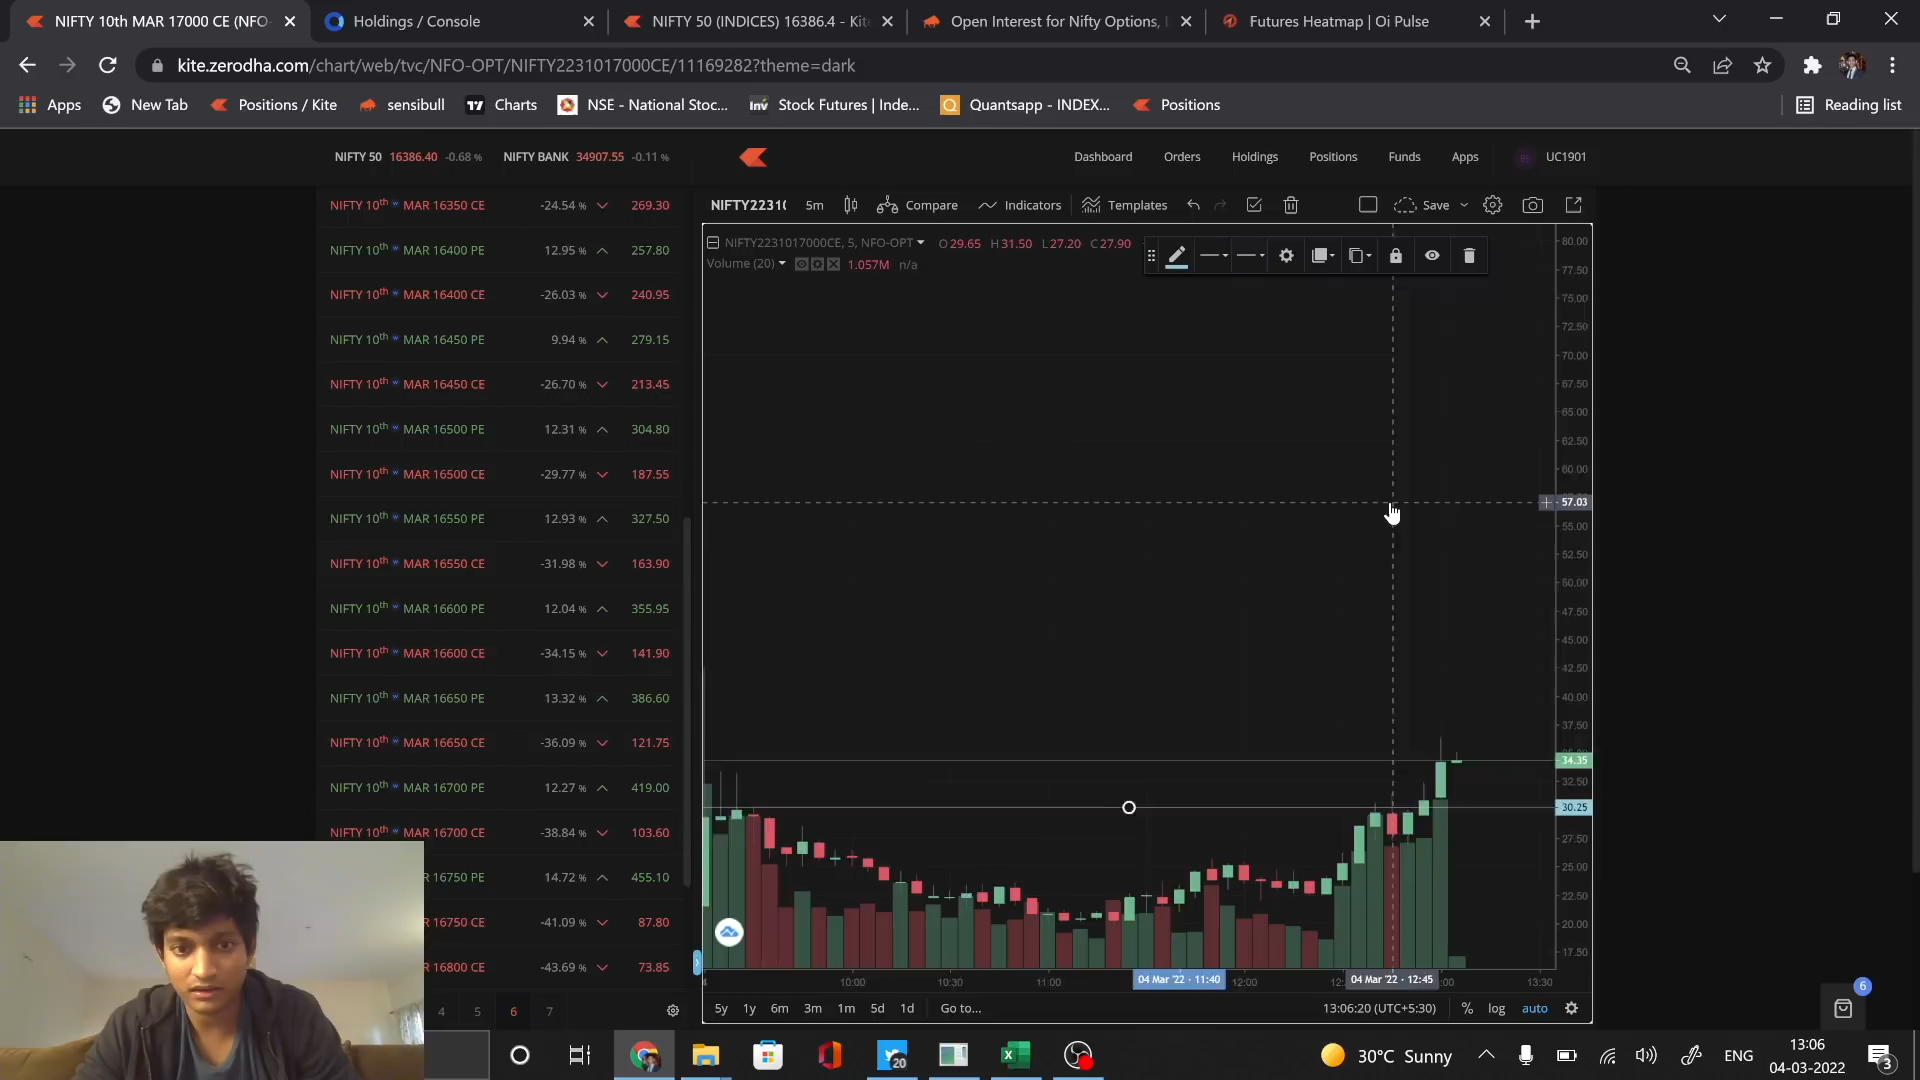 NIFTY 10th MAR 17000 CE (NFO-
Holdings / Console
NIFTY 50 (INDICES) 16386.4 - Kite
Open Interest for Nifty Options,
Futures Heatmap | Oi Pulse
kite.zerodha.com/chart/web/tvc/NFO-OPT/NIFTY2231017000CE/11169282?theme=dark
Apps New Tab Positions / Kite sensibull Charts NSE - National Stoc... Stock Futures | Inde... Quantsapp - INDEX... Positions Reading list
NIFTY 50 16386.40 -0.68 % NIFTY BANK 34907.55 -0.11 %
Dashboard Orders Holdings Positions Funds Apps UC1901
NIFTY 10th w MAR 16350 CE -24.54 % 269.30
NIFTY 10th w MAR 16400 PE 12.95 % 257.80
NIFTY 10th w MAR 16400 CE -26.03 % 240.95
NIFTY 10th w MAR 16450 PE 9.94 % 279.15
NIFTY 10th w MAR 16450 CE -26.70 % 213.45
NIFTY 10th w MAR 16500 PE 12.31 % 304.80
NIFTY 10th w MAR 16500 CE -29.77 % 187.55
NIFTY 10th w MAR 16550 PE 12.93 % 327.50
NIFTY 10th w MAR 16550 CE -31.98 % 163.90
NIFTY 10th w MAR 16600 PE 12.04 % 355.95
NIFTY 10th w MAR 16600 CE -34.15 % 141.90
NIFTY 10th w MAR 16650 PE 13.32 % 386.60
NIFTY 10th w MAR 16650 CE -36.09 % 121.75
NIFTY 10th w MAR 16700 PE 12.27 % 419.00
NIFTY 10th w MAR 16700 CE -38.84 % 103.60
R 16750 PE 14.72 % 455.10
R 16750 CE -41.09 % 87.80
R 16800 CE -43.69 % 73.85
4 5 6 7
NIFTY2231 5m Compare Indicators Templates Save
NIFTY2231017000CE, 5, NFO-OPT O29.65 H31.50 L27.20 C27.90
Volume (20) 1.057M n/a
80.00
77.50
75.00
72.50
70.00
67.50
65.00
62.50
60.00
57.03
55.00
52.50
50.00
47.50
45.00
42.50
40.00
37.50
34.35
32.50
30.25
27.50
25.00
22.50
20.00
17.50
10:00 10:30 11:00 04 Mar '22 - 11:40 12:00 04 Mar '22 - 12:45 :00 13:30
5y 1y 6m 3m 1m 5d 1d Go to... 13:06:20 (UTC+5:30) % log auto
6
20
30°C Sunny ENG 13:06
04-03-2022
3